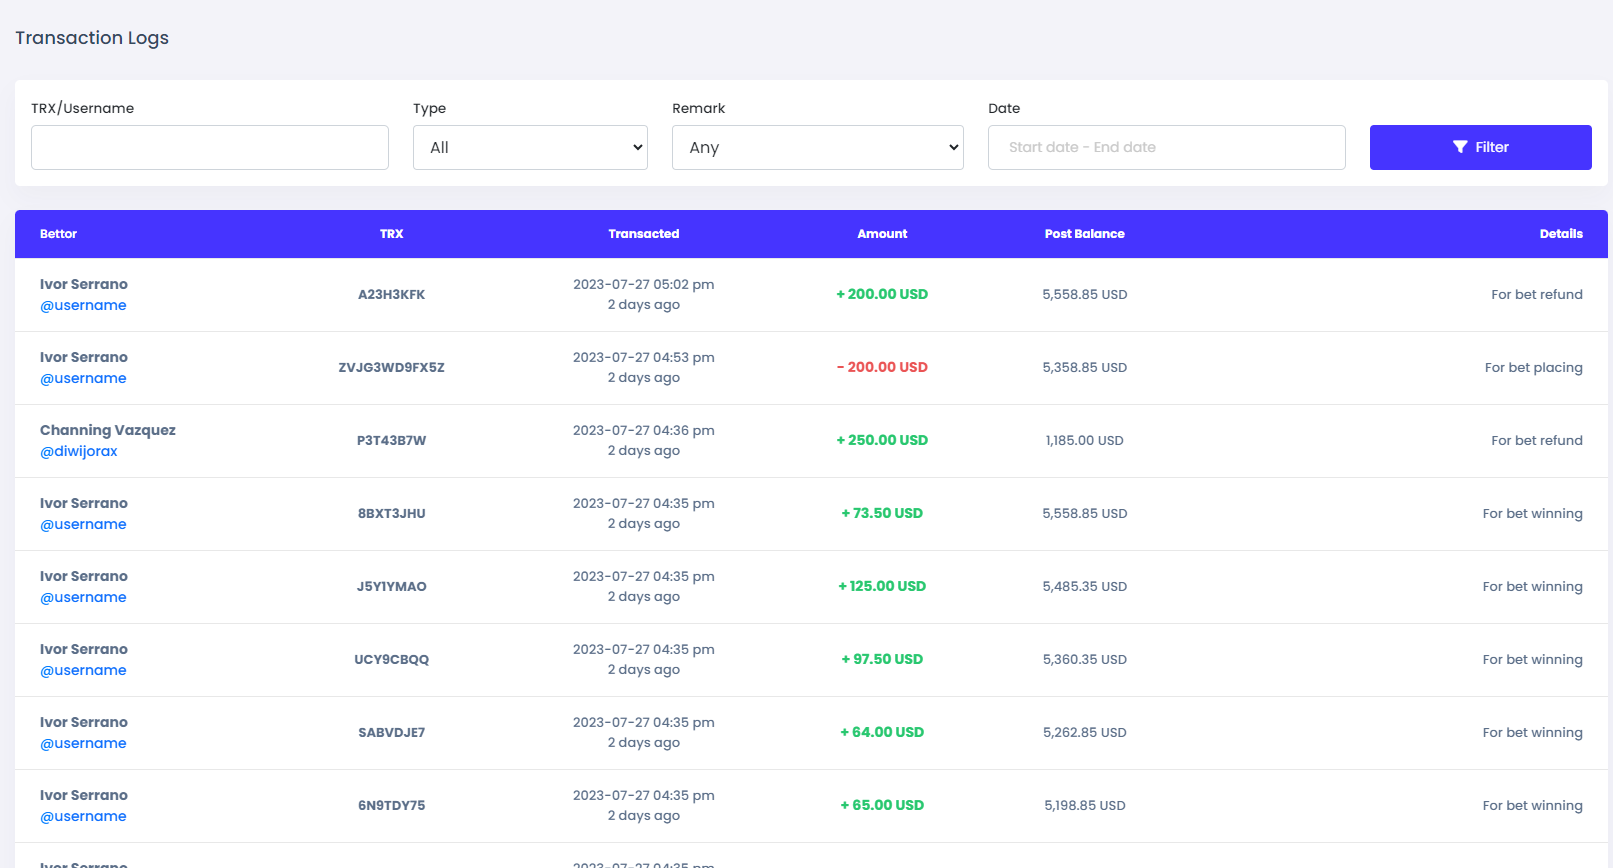 Transaction Logs
TRX/Username Type Remark Date
All Any Start date - End date Filter
Bettor TRX Transacted Amount Post Balance Details
Ivor Serrano
@username
A23H3KFK
2023-07-27 05:02 pm
2 days ago
+ 200.00 USD
5,558.85 USD
For bet refund
Ivor Serrano
@username
ZVJG3WD9FX5Z
2023-07-27 04:53 pm
2 days ago
- 200.00 USD
5,358.85 USD
For bet placing
Channing Vazquez
@diwijorax
P3T43B7W
2023-07-27 04:36 pm
2 days ago
+ 250.00 USD
1,185.00 USD
For bet refund
Ivor Serrano
@username
8BXT3JHU
2023-07-27 04:35 pm
2 days ago
+ 73.50 USD
5,558.85 USD
For bet winning
Ivor Serrano
@username
J5Y1YMAO
2023-07-27 04:35 pm
2 days ago
+ 125.00 USD
5,485.35 USD
For bet winning
Ivor Serrano
@username
UCY9CBQQ
2023-07-27 04:35 pm
2 days ago
+ 97.50 USD
5,360.35 USD
For bet winning
Ivor Serrano
@username
SABVDJE7
2023-07-27 04:35 pm
2 days ago
+ 64.00 USD
5,262.85 USD
For bet winning
Ivor Serrano
@username
6N9TDY75
2023-07-27 04:35 pm
2 days ago
+ 65.00 USD
5,198.85 USD
For bet winning
Ivor Serrano
2023-07-27 04:35 pm